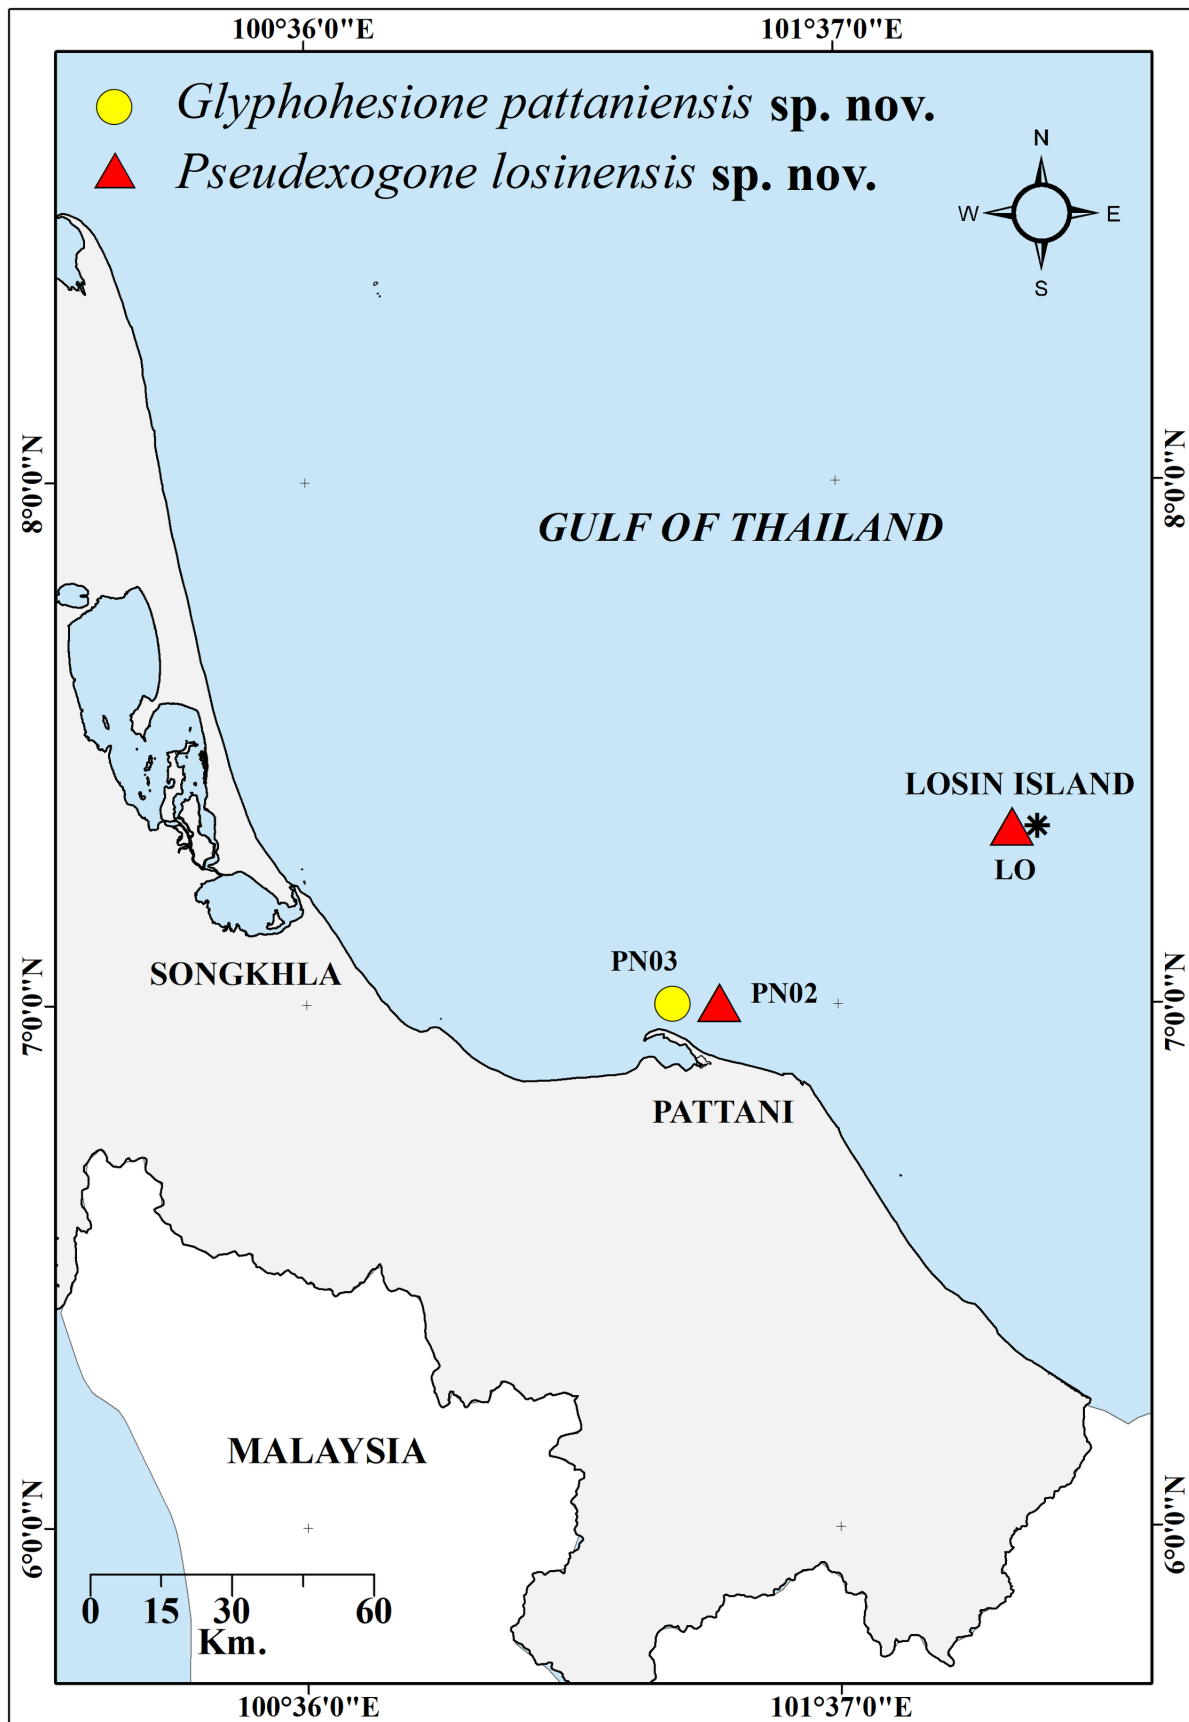 100°36'0"E
101°37'0"E
Glyphohesione pattaniensis sp. nov.
Pseudexogone losinensis sp. nov.
N
W
E
S
8°0'0"N
8°0'0"N
GULF OF THAILAND
LOSIN ISLAND
LO
PN03
SONGKHLA
PN02
7°0'0"N
7°0'0"N
PATTANI
MALAYSIA
6°0'0"N
6°0'0"N
0 15 30 60
Km.
100°36'0"E
101°37'0"E